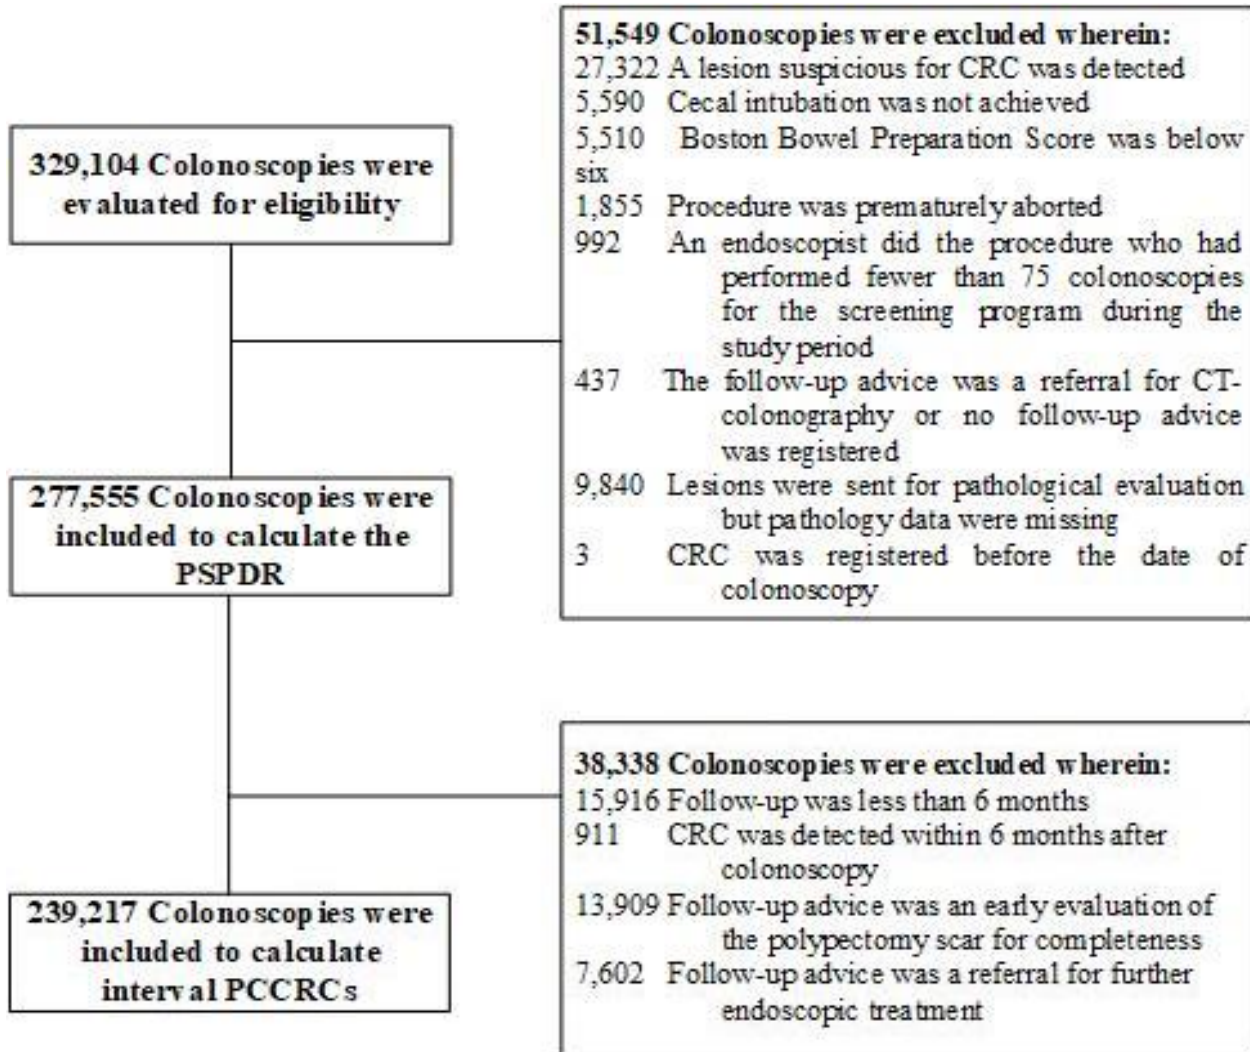 51,549 Colonoscopies were excluded wherein:
27,322 A lesion suspicious for CRC was detected
5,590 Cecal intubation was not achieved
5,510 Boston Bowel Preparation Score was below
six
1,855 Procedure was prematurely aborted
992 An endoscopist did the procedure who had
performed fewer than 75 colonoscopies
for the screening program during the
study period
437 The follow-up advice was a referral for CT-
colonography or no follow-up advice
was registered
9,840 Lesions were sent for pathological evaluation
but pathology data were missing
3 CRC was registered before the date of
colonoscopy
329,104 Colonoscopies were
evaluated for eligibility
277,555 Colonoscopies were
included to calculate the
PSPDR
38,338 Colonoscopies were excluded wherein:
15,916 Follow-up was less than 6 months
911 CRC was detected within 6 months after
colonoscopy
13,909 Follow-up advice was an early evaluation of
the polypectomy scar for completeness
7,602 Follow-up advice was a referral for further
endoscopic treatment
239,217 Colonoscopies were
included to calculate
interval PCCRCs